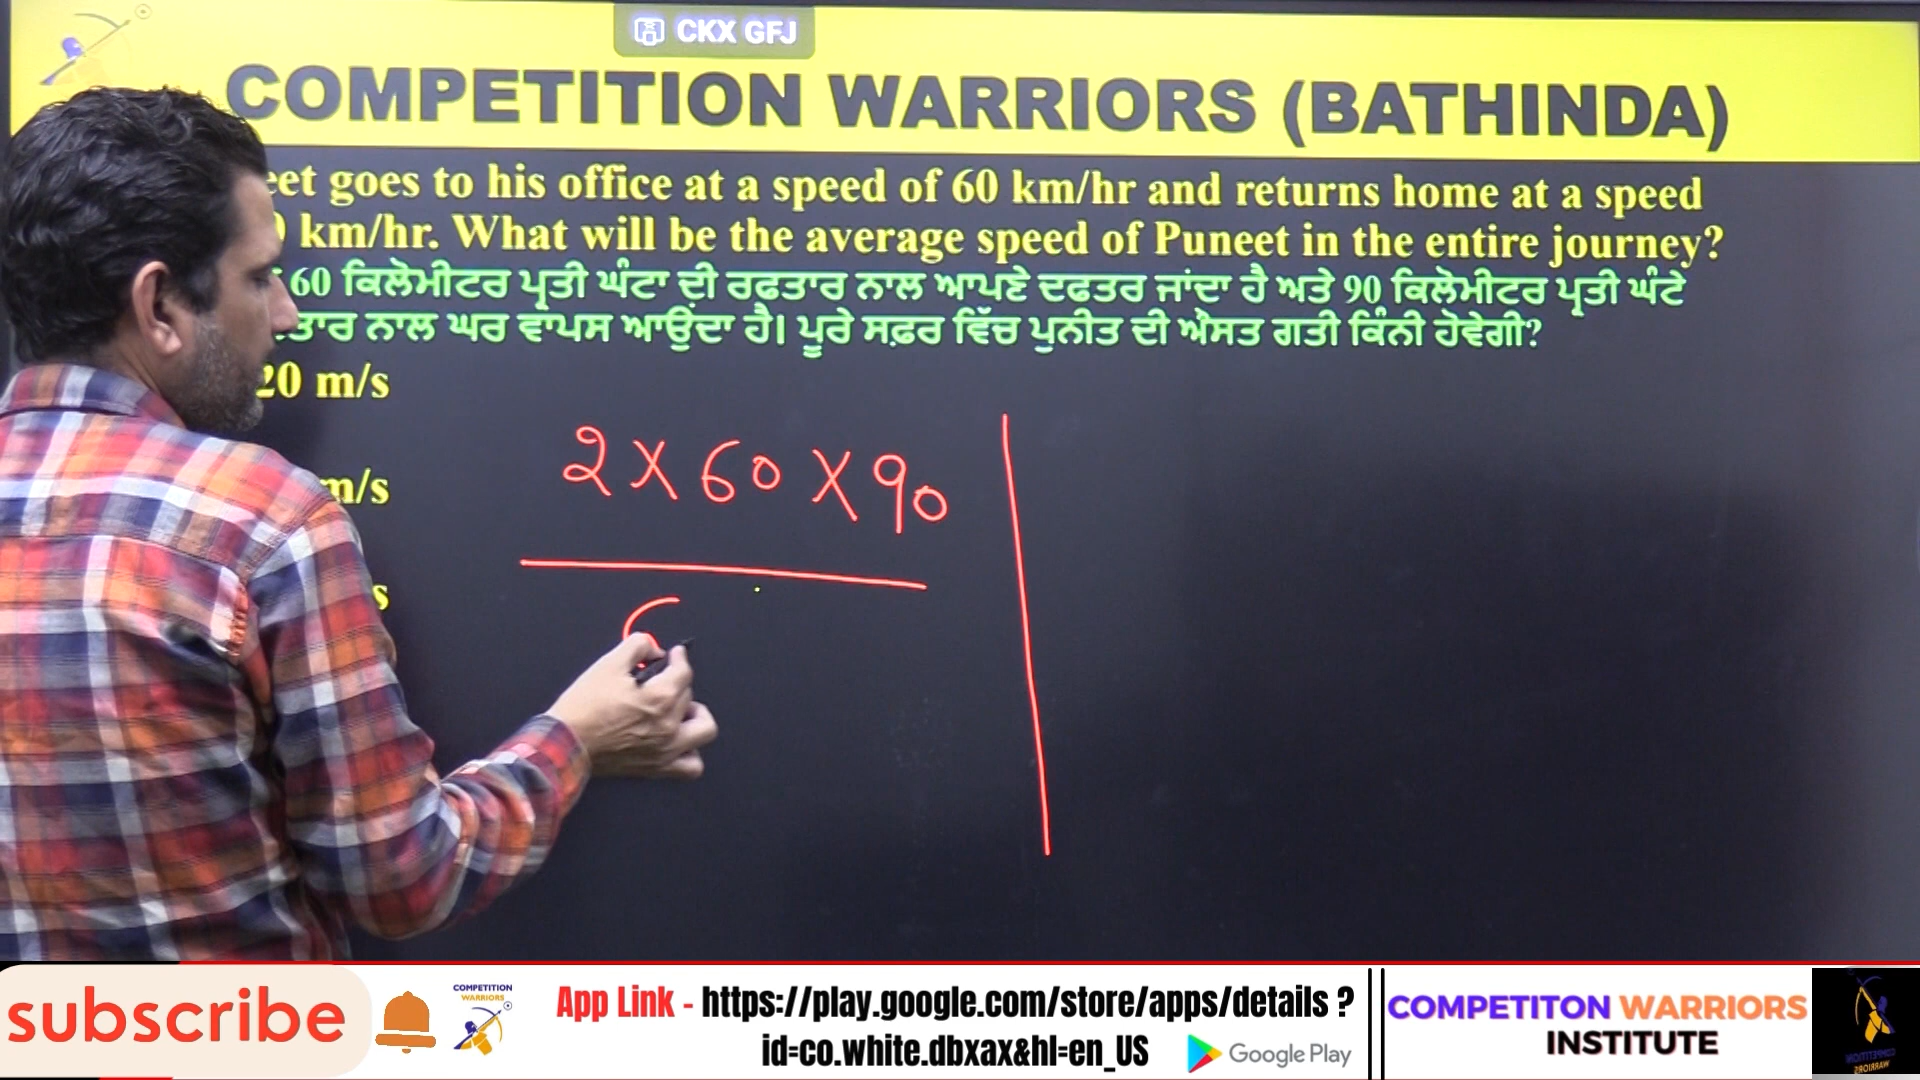 CKX GFJ
COMPETITION WARRIORS (BATHINDA)
goes to his office at a speed of 60 km/hr and returns home at a speed
km/hr. What will be the average speed of Puneet in the entire journey?
60 ਕਿਲੋਮੀਟਰ ਪ੍ਰਤੀ ਘੰਟਾ ਦੀ ਰਫਤਾਰ ਨਾਲ ਆਪਣੇ ਦਫਤਰ ਜਾਂਦਾ ਹੈ ਅਤੇ 90 ਕਿਲੋਮੀਟਰ ਪ੍ਰਤੀ ਘੰਟੇ
ਨਾਲ ਘਰ ਵਾਪਸ ਆਉਂਦਾ ਹੈ। ਪੂਰੇ ਸਫ਼ਰ ਵਿੱਚ ਪੁਨੀਤ ਦੀ ਔਸਤ ਗਤੀ ਕਿੰਨੀ ਹੋਵੇਗੀ?
20 m/s
m/s
s
2 X 60 X 90
6
subscribe
COMPETITION
WARRIORS
App Link - https://play.google.com/store/apps/details ?
id=co.white.dbxax&hl=en_US
Google Play
COMPETITON WARRIORS
INSTITUTE